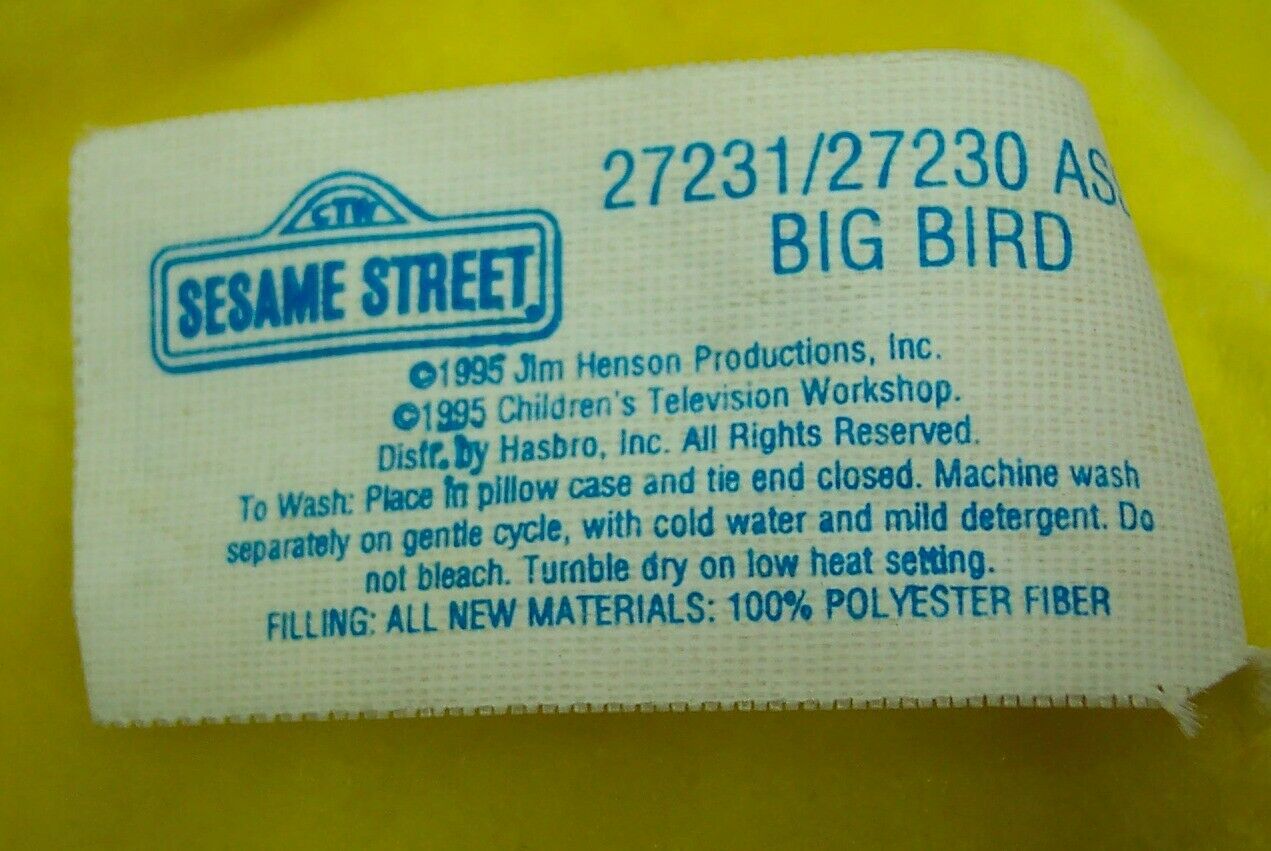 CTW
SESAME STREET.
27231/27230
BIG BIRD
©1995 Jim Henson Productions, Inc.
©1995 Children's Television Workshop.
Distr. by Hasbro, Inc. All Rights Reserved.
To Wash: Place in pillow case and tie end closed. Machine wash
separately on gentle cycle, with cold water and mild detergent. Do
not bleach. Tumble dry on low heat setting.
FILLING: ALL NEW MATERIALS: 100% POLYESTER FIBER